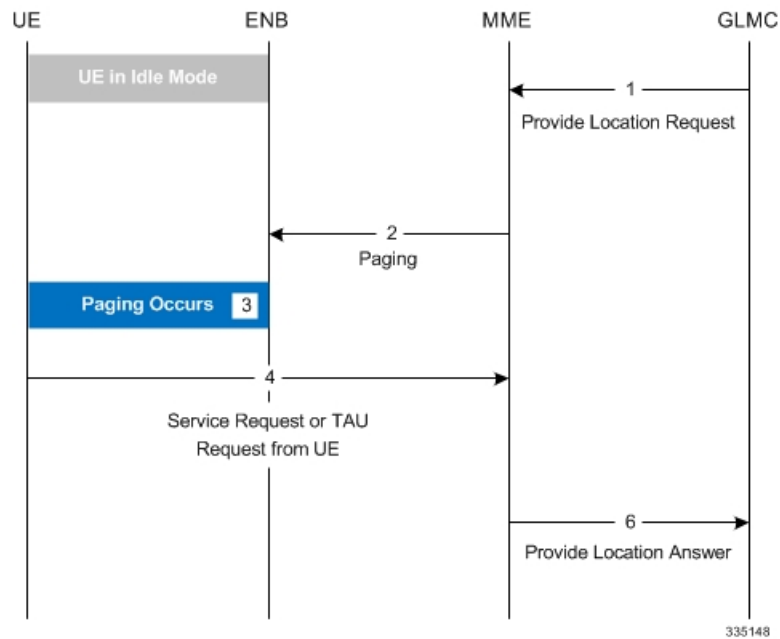 UE ENB MME GLMC
UE in Idle Mode
1
Provide Location Request
2
Paging
Paging Occurs 3
4
Service Request or TAU
Request from UE
6
Provide Location Answer
335148